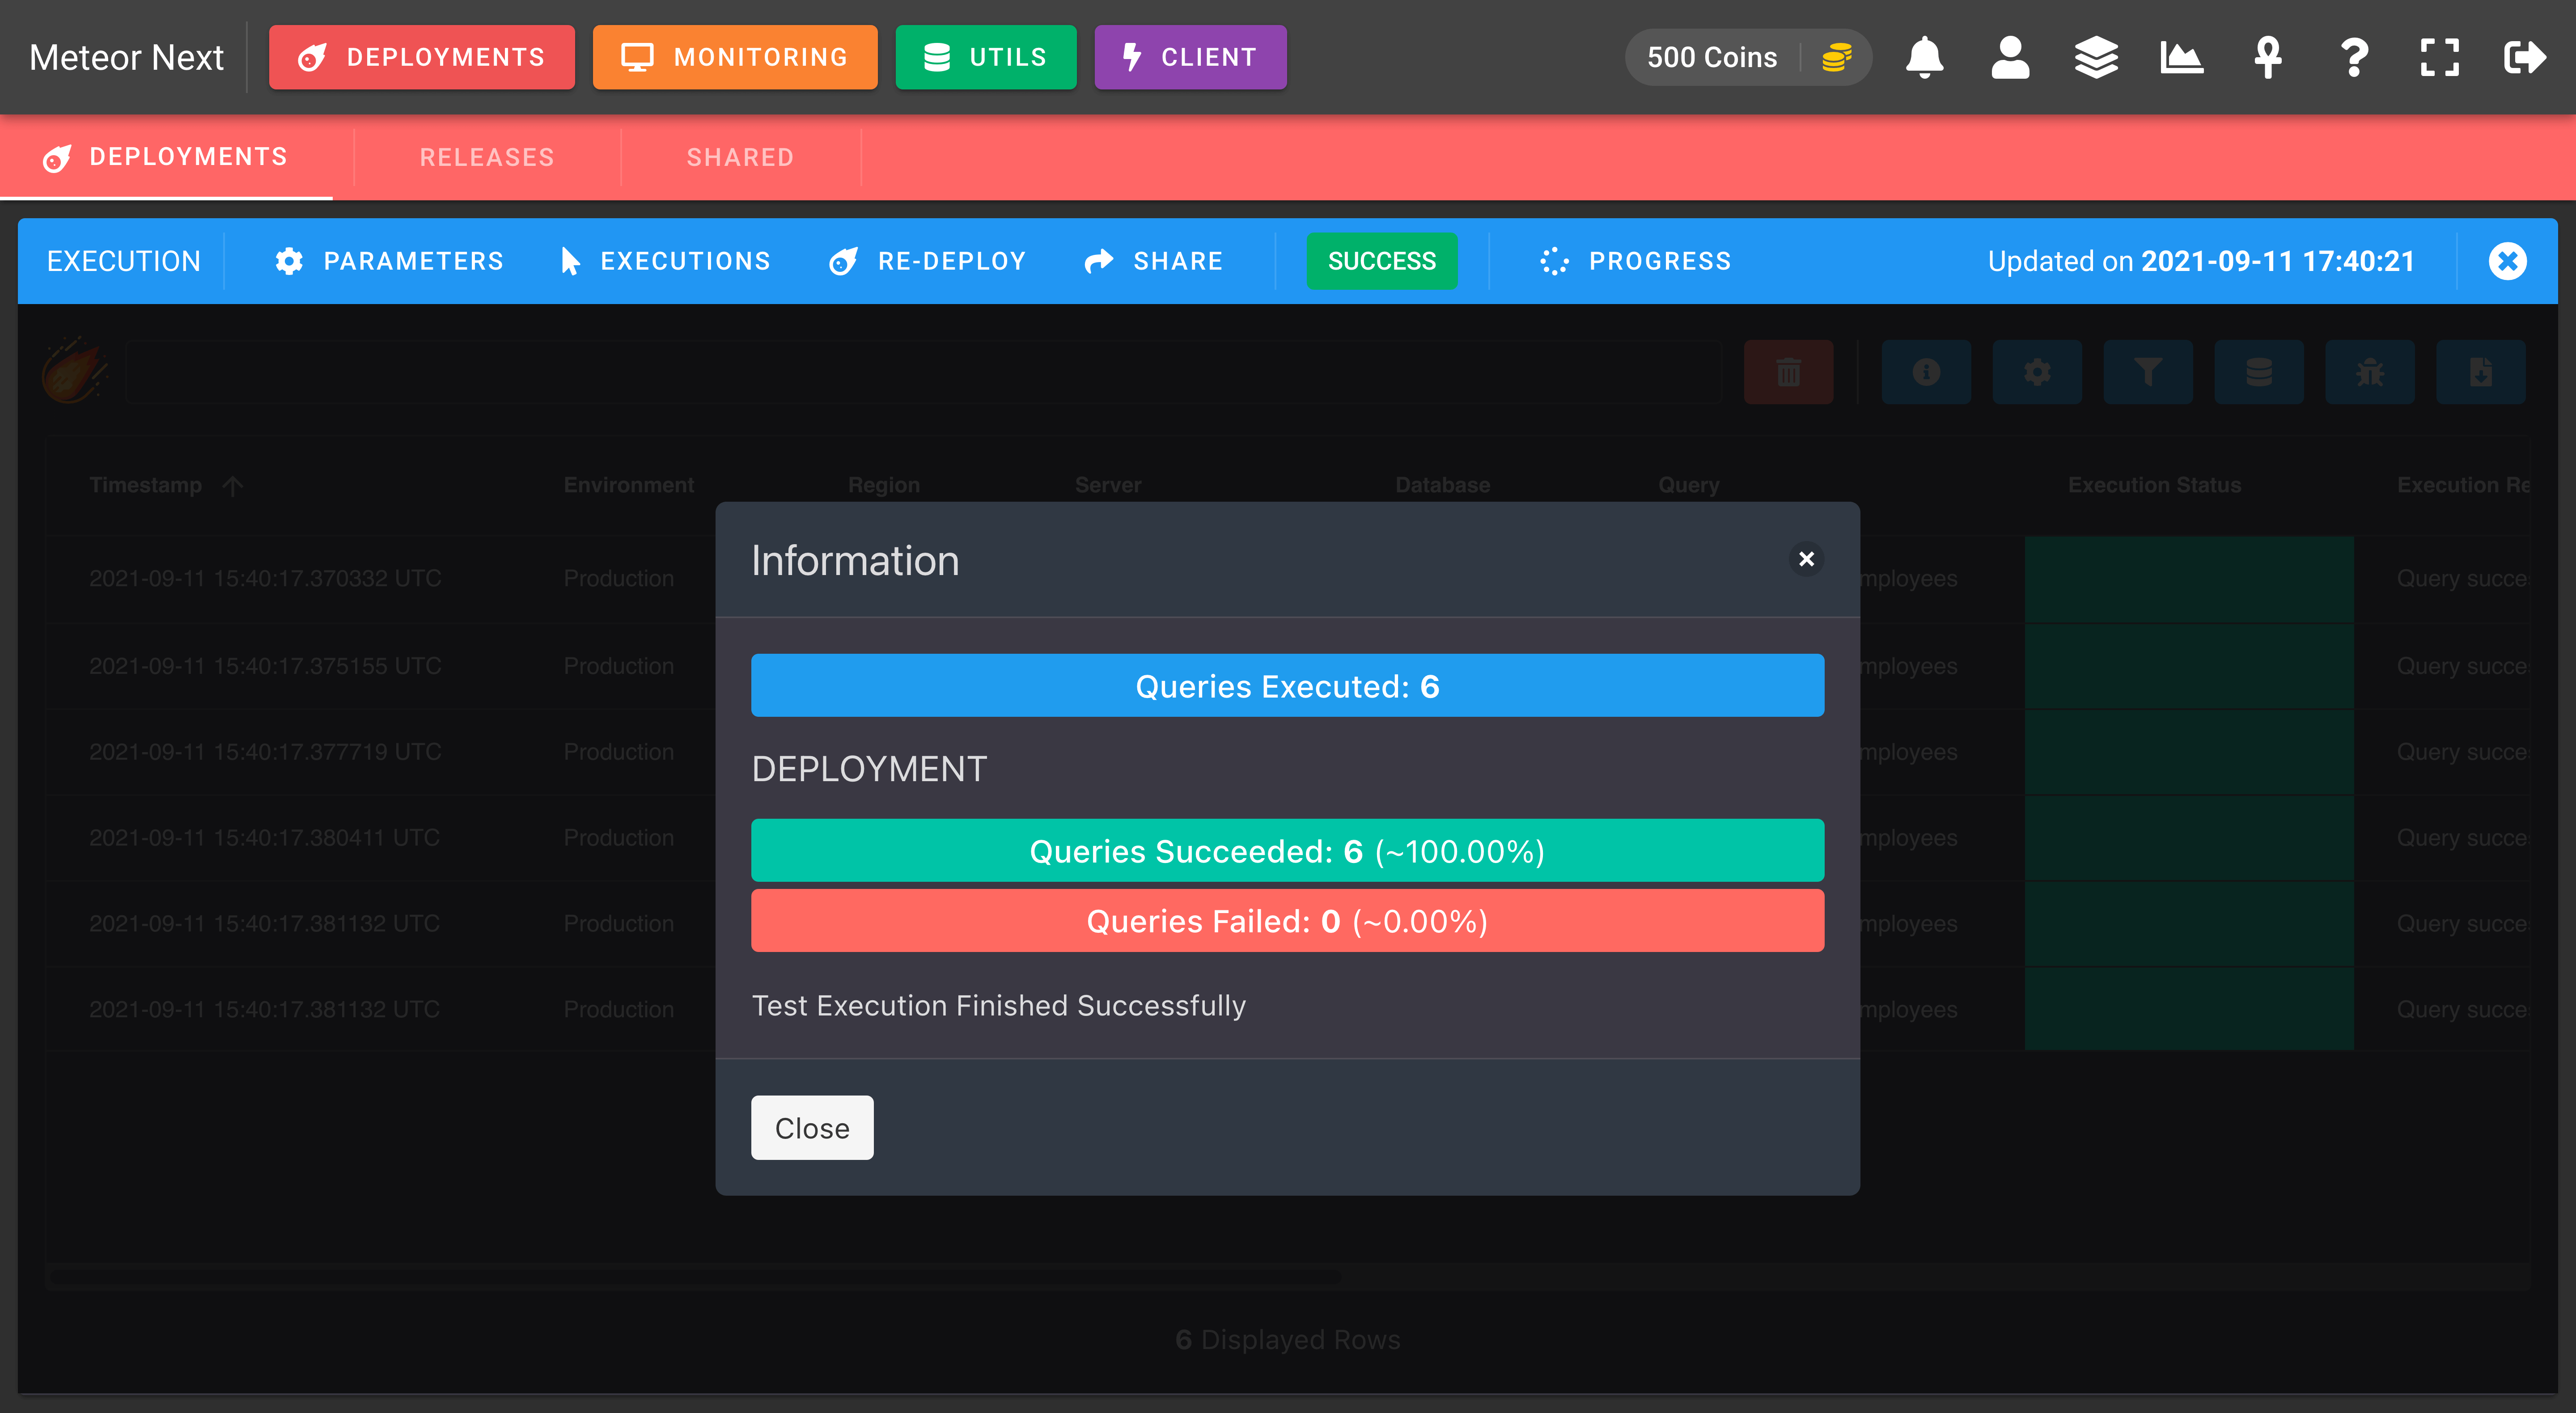 Meteor Next DEPLOYMENTS MONITORING UTILS CLIENT 500 Coins
DEPLOYMENTS RELEASES SHARED
EXECUTION PARAMETERS EXECUTIONS RE-DEPLOY SHARE SUCCESS PROGRESS Updated on 2021-09-11 17:40:21
Timestamp Environment Region Server Database Query Execution Status Execution Re
Information
2021-09-11 15:40:17.370332 UTC Production mployees Query succe
2021-09-11 15:40:17.375155 UTC Production mployees Query succe
Queries Executed: 6
2021-09-11 15:40:17.377719 UTC Production mployees Query succe
DEPLOYMENT
2021-09-11 15:40:17.380411 UTC Production mployees Query succe
Queries Succeeded: 6 (~100.00%)
2021-09-11 15:40:17.381132 UTC Production mployees Query succe
Queries Failed: 0 (~0.00%)
2021-09-11 15:40:17.381132 UTC Production mployees Query succe
Test Execution Finished Successfully
Close
6 Displayed Rows